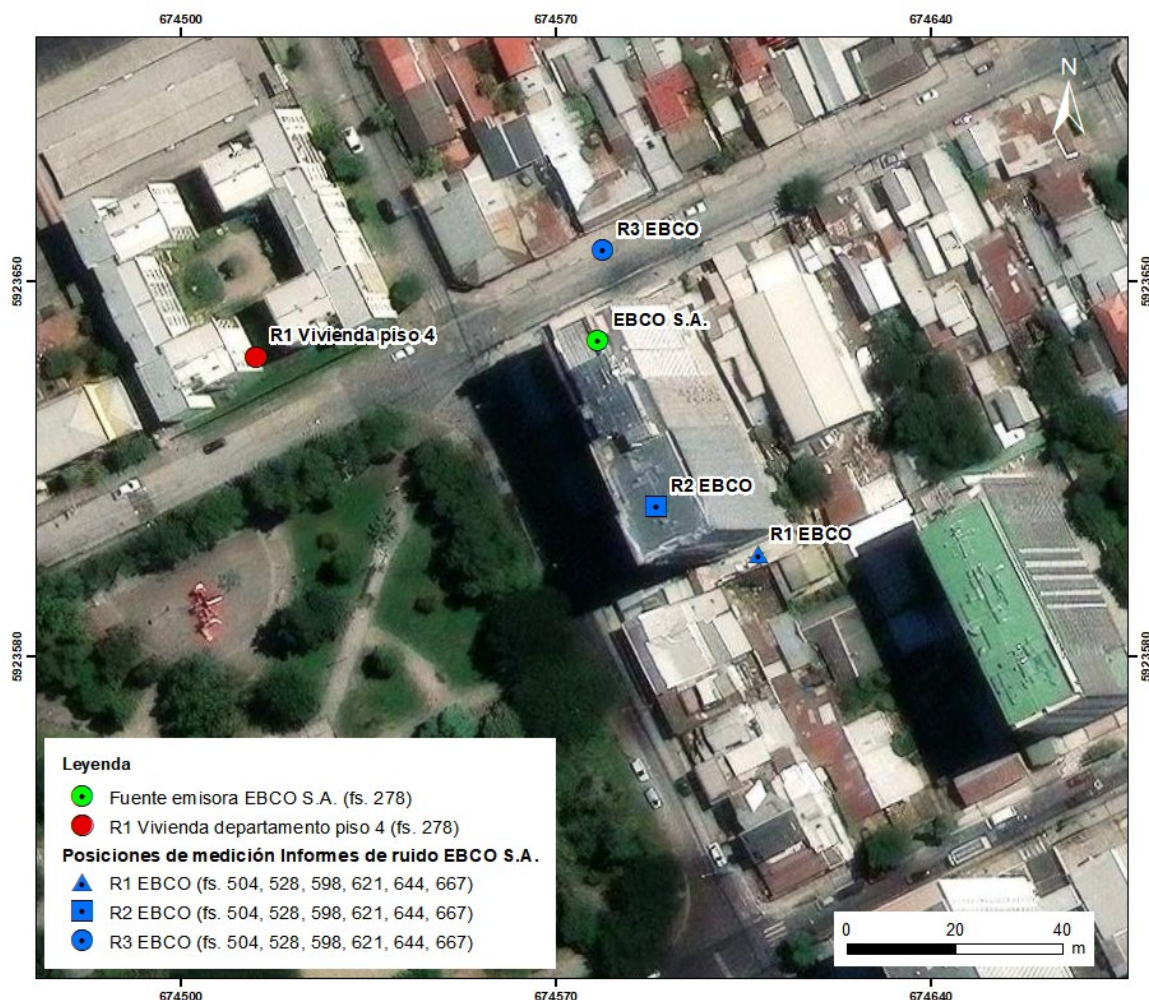 674500
674570
674640
N
R3 EBCO
5923650
5923650
EBCO S.A.
R1 Vivienda piso 4
R2 EBCO
R1 EBCO
5923580
5923580
Leyenda
Fuente emisora EBCO S.A. (fs. 278)
R1 Vivienda departamento piso 4 (fs. 278)
Posiciones de medición Informes de ruido EBCO S.A.
R1 EBCO (fs. 504, 528, 598, 621, 644, 667)
R2 EBCO (fs. 504, 528, 598, 621, 644, 667)
R3 EBCO (fs. 504, 528, 598, 621, 644, 667)
0 20 40
m
674500
674570
674640